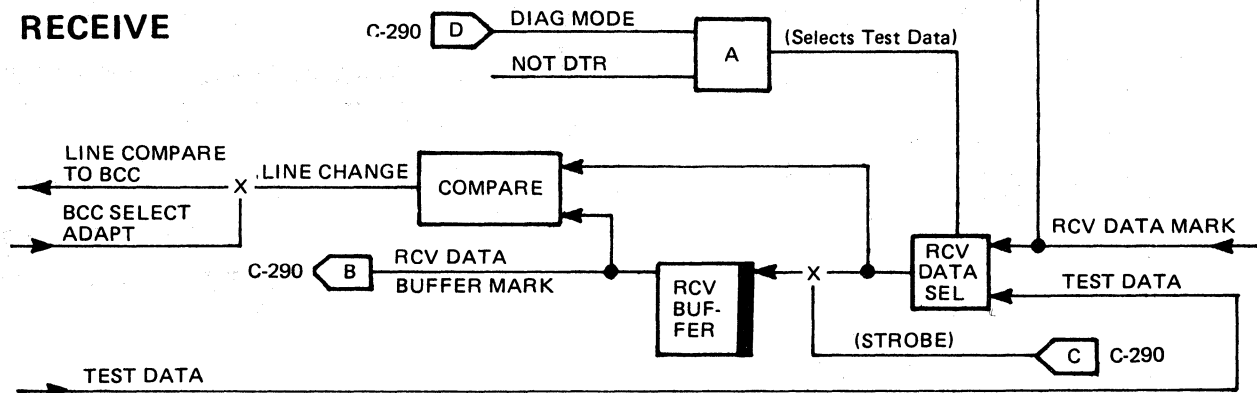 RECEIVE
C-290 D DIAG MODE
NOT DTR
A
(Selects Test Data)
LINE COMPARE
TO BCC
X
LINE CHANGE
COMPARE
BCC SELECT
ADAPT
C-290 B RCV DATA
BUFFER MARK
RCV
BUF-
FER
X
RCV
DATA
SEL
RCV DATA MARK
TEST DATA
(STROBE)
C C-290
TEST DATA